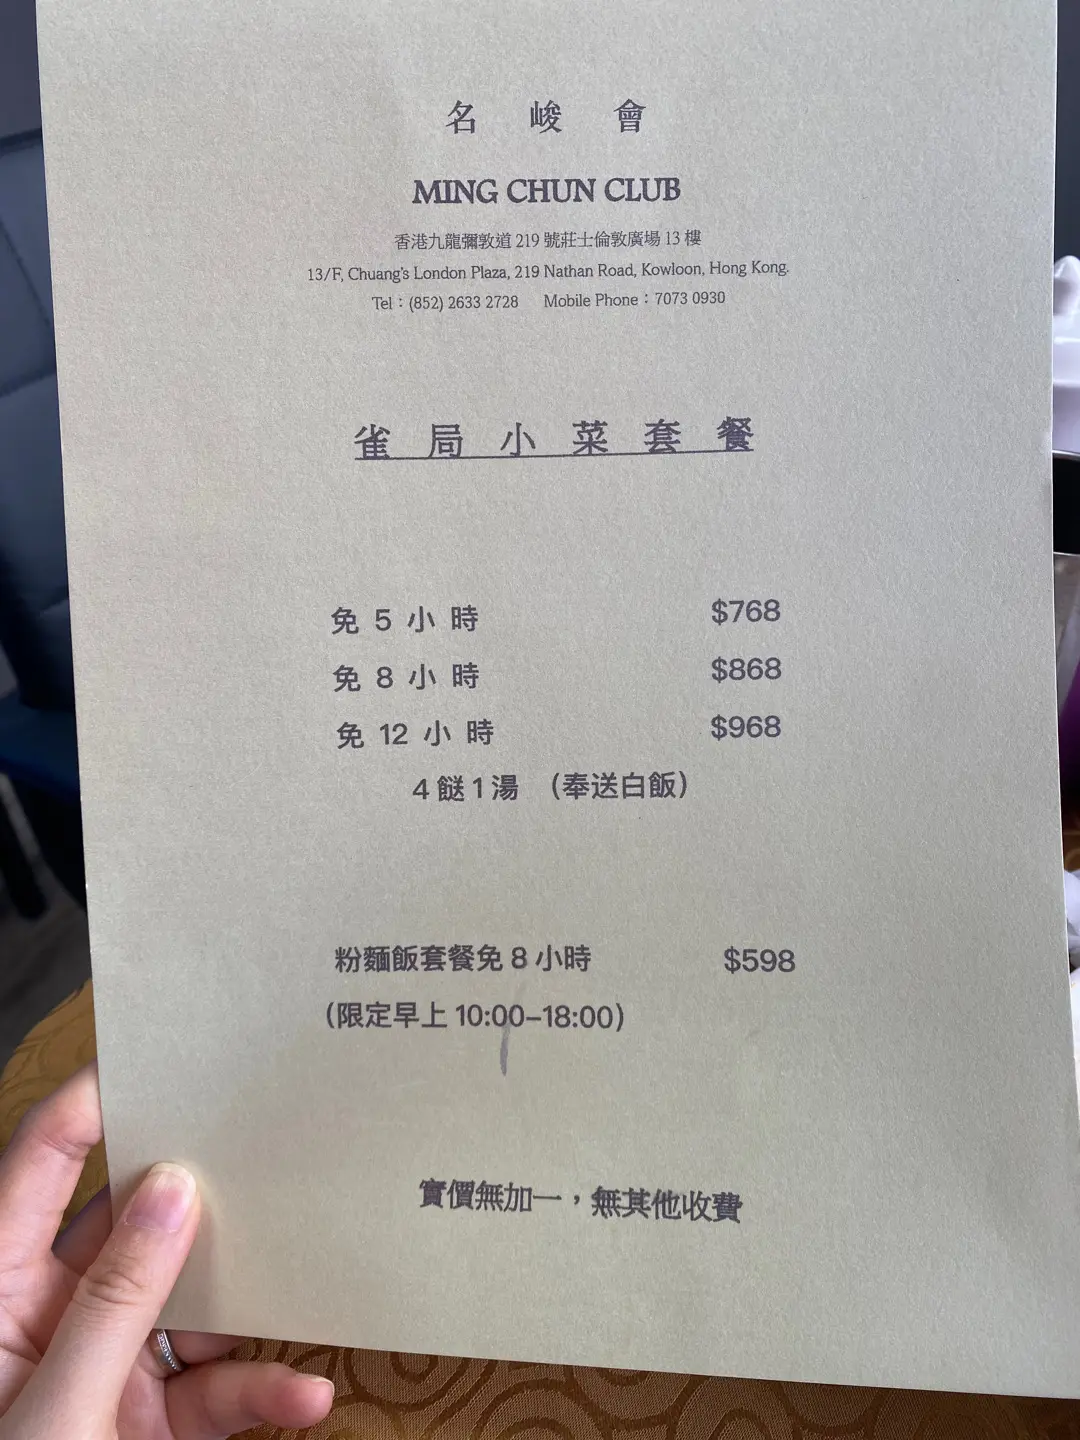 名峻會
MING CHUN CLUB
香港九龍彌敦道 219 號莊士倫敦廣場 13 樓
13/F, Chuang's London Plaza, 219 Nathan Road, Kowloon, Hong Kong.
Tel：(852) 2633 2728 Mobile Phone：7073 0930
雀局小菜套餐
免 5 小時 $768
免 8 小時 $868
免 12 小時 $968
4 餸 1 湯 （奉送白飯）
粉麵飯套餐免 8 小時 $598
（限定早上 10:00–18:00）
實價無加一，無其他收費